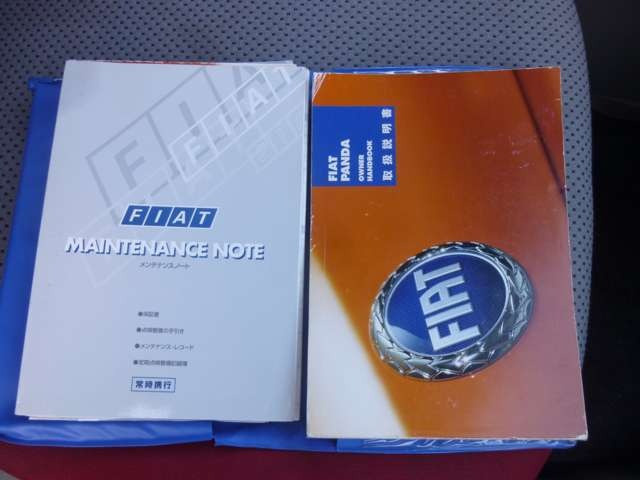 FIAT
FIAT
FIAT
MAINTENANCE NOTE
メンテナンスノート
●保証書
●点検整備の手引き
●メンテナンス・レコード
●定期点検整備記録簿
常時携行
FIAT
PANDA
OWNER
HANDBOOK
取扱説明書
FIAT